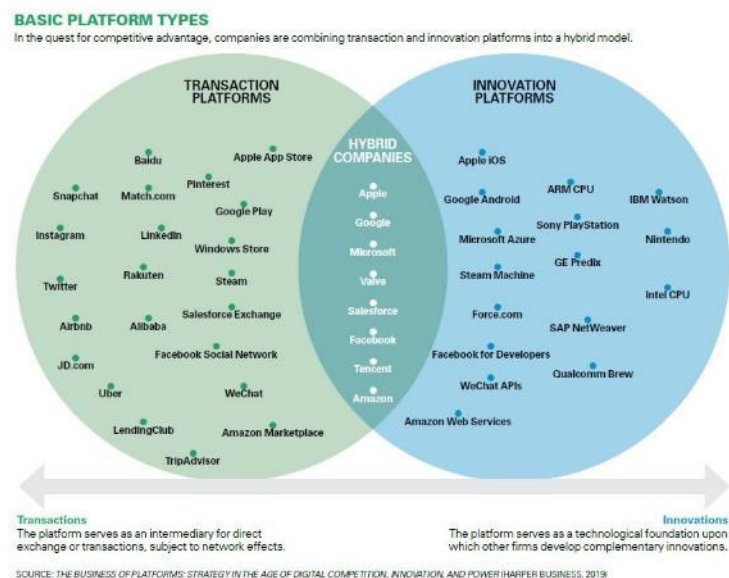 BASIC PLATFORM TYPES
In the quest for competitive advantage, companies are combining transaction and innovation platforms into a hybrid model.
TRANSACTION
PLATFORMS
Baidu
Apple App Store
Snapchat
Match.com
Pinterest
Google Play
Instagram
LinkedIn
Windows Store
Twitter
Rakuten
Steam
Airbnb
Alibaba
Salesforce Exchange
JD.com
Facebook Social Network
Uber
WeChat
LendingClub
Amazon Marketplace
TripAdvisor
HYBRID
COMPANIES
Apple
Google
Microsoft
Valve
Salesforce
Facebook
Tencent
Amazon
INNOVATION
PLATFORMS
Apple iOS
Google Android
ARM CPU
IBM Watson
Microsoft Azure
Sony PlayStation
Nintendo
Steam Machine
GE Predix
Intel CPU
Force.com
SAP NetWeaver
Facebook for Developers
WeChat APIs
Qualcomm Brew
Amazon Web Services
Transactions
The platform serves as an intermediary for direct
exchange or transactions, subject to network effects.
Innovations
The platform serves as a technological foundation upon
which other firms develop complementary innovations.
SOURCE: THE BUSINESS OF PLATFORMS: STRATEGY IN THE AGE OF DIGITAL COMPETITION, INNOVATION, AND POWER (HARPER BUSINESS, 2019)